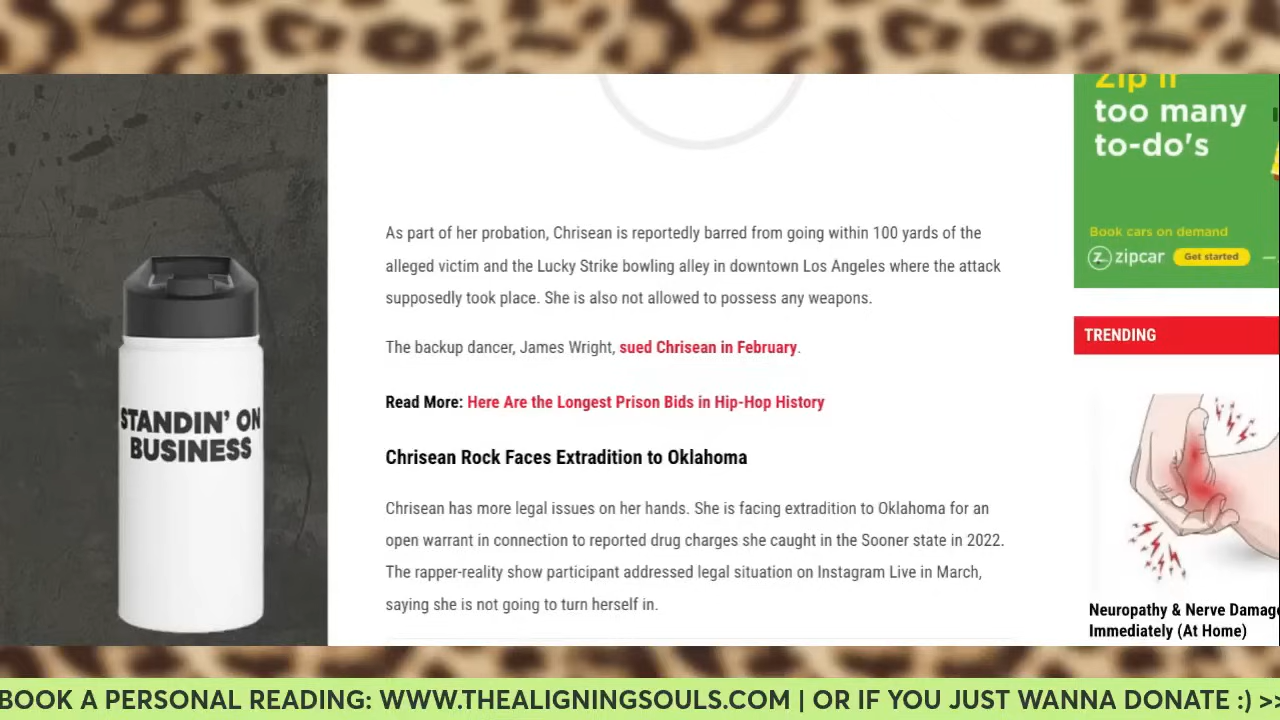 Zip if
too many
to-do's
Book cars on demand
zipcar
Get started
As part of her probation, Chrisean is reportedly barred from going within 100 yards of the
alleged victim and the Lucky Strike bowling alley in downtown Los Angeles where the attack
supposedly took place. She is also not allowed to possess any weapons.
The backup dancer, James Wright, sued Chrisean in February.
Read More: Here Are the Longest Prison Bids in Hip-Hop History
Chrisean Rock Faces Extradition to Oklahoma
Chrisean has more legal issues on her hands. She is facing extradition to Oklahoma for an
open warrant in connection to reported drug charges she caught in the Sooner state in 2022.
The rapper-reality show participant addressed legal situation on Instagram Live in March,
saying she is not going to turn herself in.
STANDIN' ON
BUSINESS
TRENDING
Neuropathy & Nerve Damage
Immediately (At Home)
BOOK A PERSONAL READING: WWW.THEALIGNINGSOULS.COM | OR IF YOU JUST WANNA DONATE :) >>